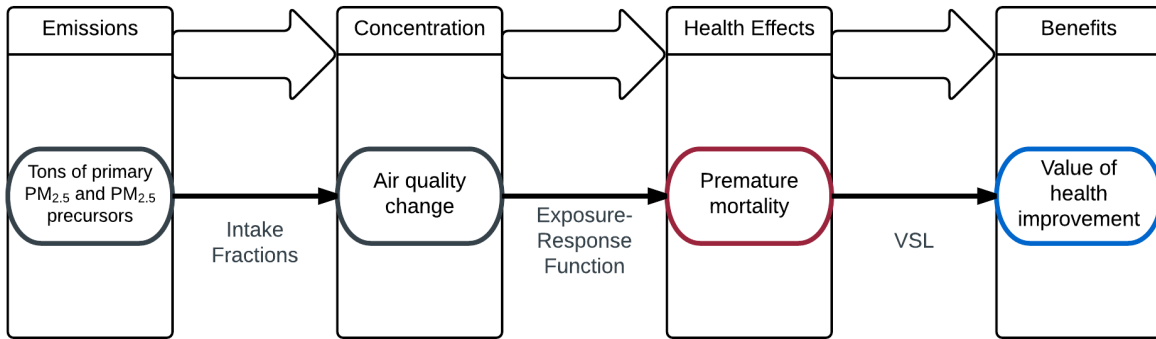 Emissions
Concentration
Health Effects
Benefits
Tons of primary
PM₂.₅ and PM₂.₅
precursors
Intake
Fractions
Air quality
change
Exposure-
Response
Function
Premature
mortality
VSL
Value of
health
improvement